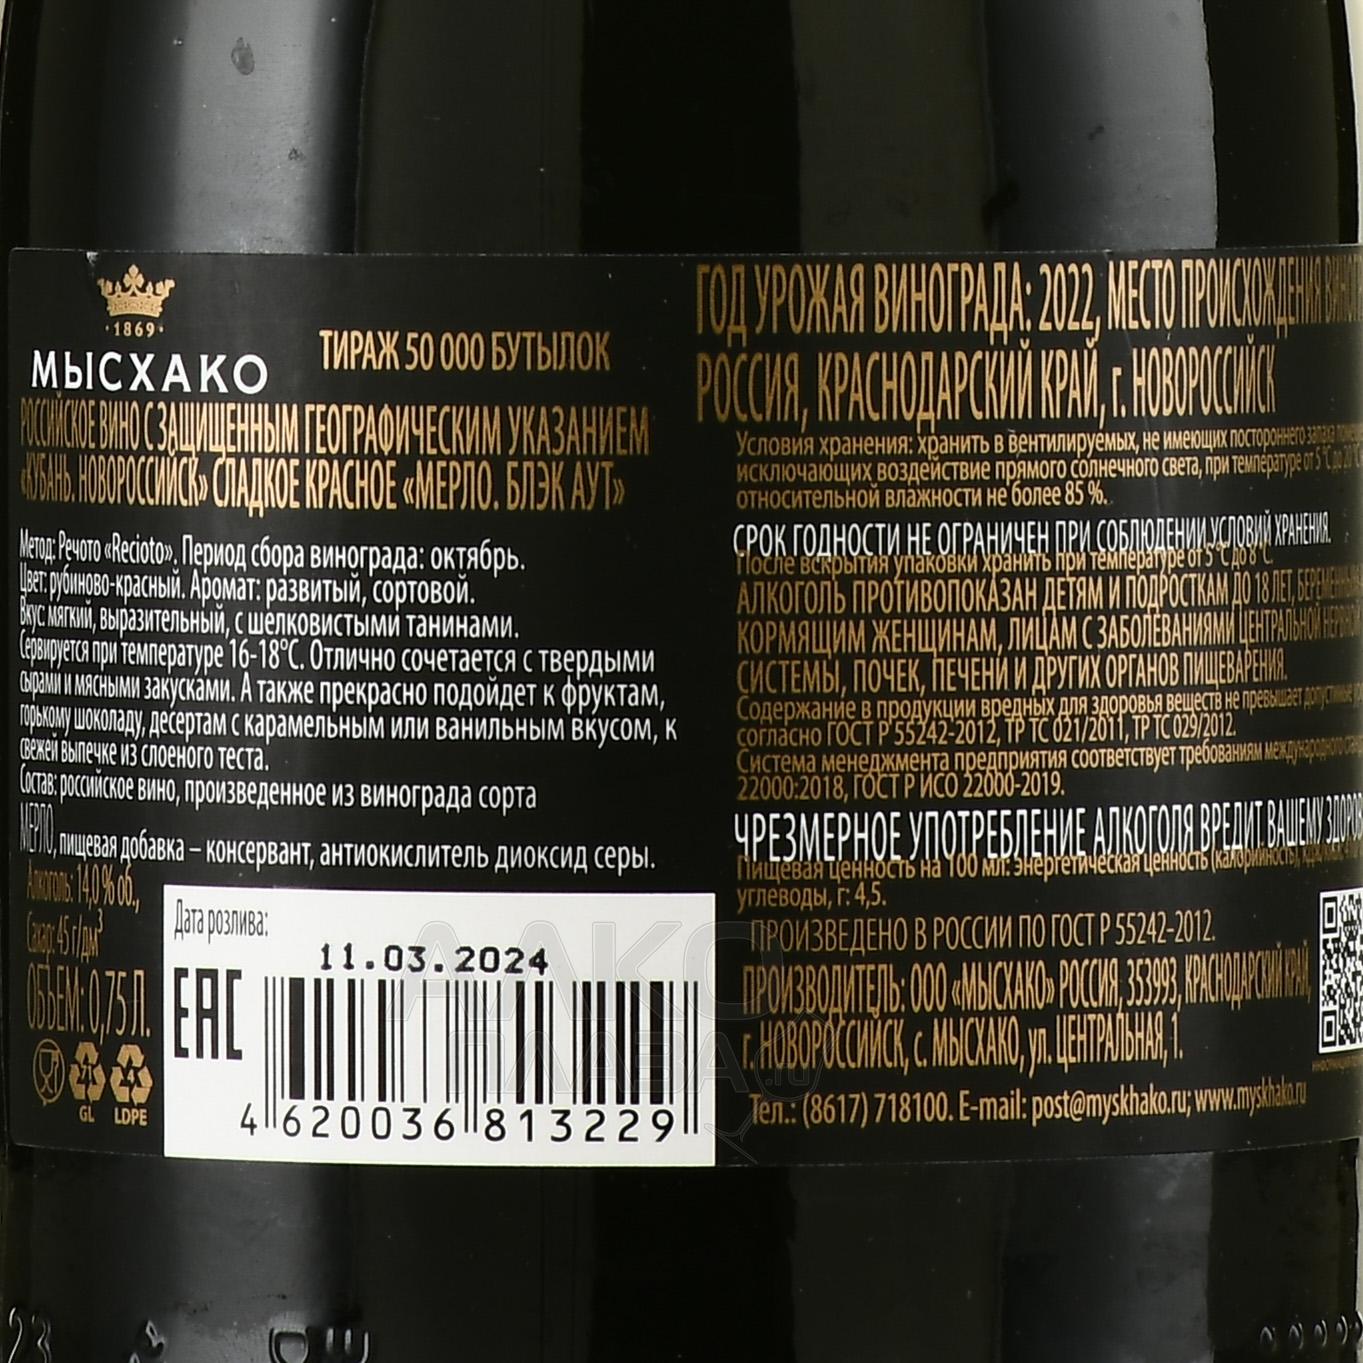 1869
МЫСХАКО
ТИРАЖ 50 000 БУТЫЛОК
РОССИЙСКОЕ ВИНО С ЗАЩИЩЕННЫМ ГЕОГРАФИЧЕСКИМ УКАЗАНИЕМ
«КУБАНЬ. НОВОРОССИЙСК» СЛАДКОЕ КРАСНОЕ «МЕРЛО. БЛЭК АУТ»
Метод: Речото «Recioto». Период сбора винограда: октябрь.
Цвет: рубиново-красный. Аромат: развитый, сортовой.
Вкус: мягкий, выразительный, с шелковистыми танинами.
Сервируется при температуре 16-18°С. Отлично сочетается с твердыми
сырами и мясными закусками. А также прекрасно подойдет к фруктам,
горькому шоколаду, десертам с карамельным или ванильным вкусом, к
свежей выпечке из слоеного теста.
Состав: российское вино, произведенное из винограда сорта
МЕРЛО, пищевая добавка – консервант, антиокислитель диоксид серы.
Алкоголь: 14,0 % об.,
Сахар: 45 г/дм³
ОБЪЕМ: 0,75 Л.
GL
LDPE
Дата розлива:
11.03.2024
EAC
4 620036 813229
ГОД УРОЖАЯ ВИНОГРАДА: 2022, МЕСТО ПРОИСХОЖДЕНИЯ
РОССИЯ, КРАСНОДАРСКИЙ КРАЙ, г. НОВОРОССИЙСК
Условия хранения: хранить в вентилируемых, не имеющих постороннего запаха
исключающих воздействие прямого солнечного света, при температуре от 5 °С до 20 °С
относительной влажности не более 85 %.
СРОК ГОДНОСТИ НЕ ОГРАНИЧЕН ПРИ СОБЛЮДЕНИИ УСЛОВИЙ ХРАНЕНИЯ.
После вскрытия упаковки хранить при температуре от 5 °С до 8 °С.
АЛКОГОЛЬ ПРОТИВОПОКАЗАН ДЕТЯМ И ПОДРОСТКАМ ДО 18 ЛЕТ,
КОРМЯЩИМ ЖЕНЩИНАМ, ЛИЦАМ С ЗАБОЛЕВАНИЯМИ ЦЕНТРАЛЬНОЙ
СИСТЕМЫ, ПОЧЕК, ПЕЧЕНИ И ДРУГИХ ОРГАНОВ ПИЩЕВАРЕНИЯ.
Содержание в продукции вредных для здоровья веществ не превышает допустимые
согласно ГОСТ Р 55242-2012, ТР ТС 021/2011, ТР ТС 029/2012.
Система менеджмента предприятия соответствует требованиям международного
22000:2018, ГОСТ Р ИСО 22000-2019.
ЧРЕЗМЕРНОЕ УПОТРЕБЛЕНИЕ АЛКОГОЛЯ ВРЕДИТ ВАШЕМУ
Пищевая ценность на 100 мл: энергетическая ценность (калорийность),
углеводы, г: 4,5.
ПРОИЗВЕДЕНО В РОССИИ ПО ГОСТ Р 55242-2012.
ПРОИЗВОДИТЕЛЬ: ООО «МЫСХАКО» РОССИЯ, 353993, КРАСНОДАРСКИЙ КРАЙ,
г. НОВОРОССИЙСК, с. МЫСХАКО, ул. ЦЕНТРАЛЬНАЯ, 1.
Тел.: (8617) 718100. E-mail: post@myskhako.ru; www.myskhako.ru
АЛКО
ПЛАВА.ru
23